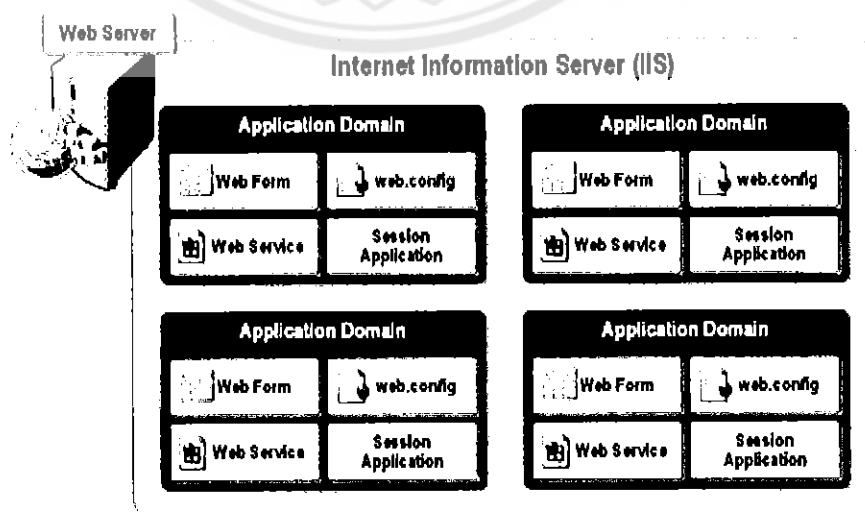 Web Server
Internet Information Server (IIS)
Application Domain
Web Form
web.config
Web Service
Session
Application
Application Domain
Web Form
web.config
Web Service
Session
Application
Application Domain
Web Form
web.config
Web Service
Session
Application
Application Domain
Web Form
web.config
Web Service
Session
Application